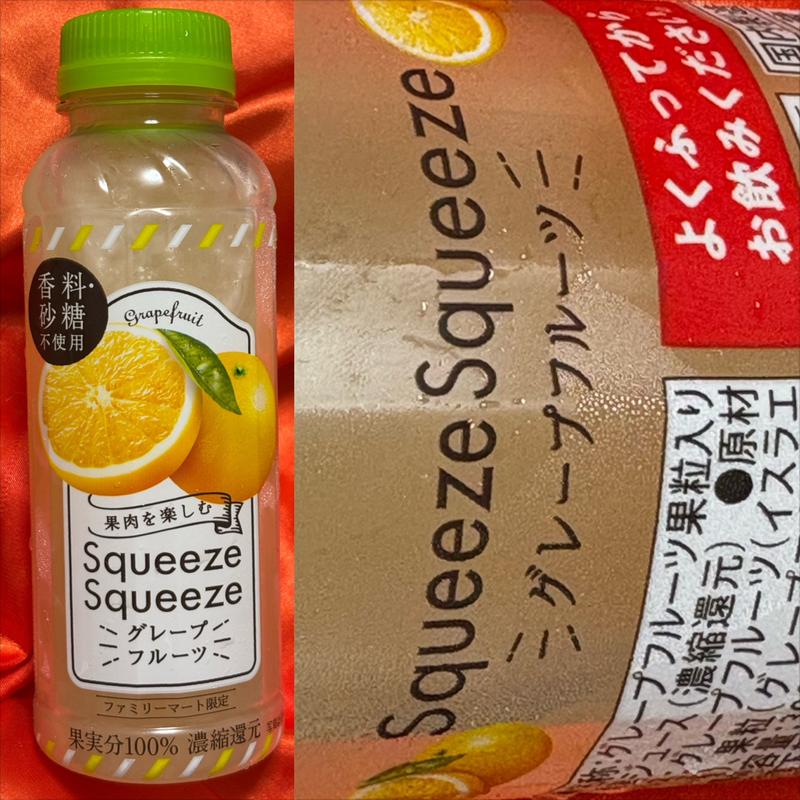 香料・
砂糖
不使用
Grapefruit
果肉を楽しむ
Squeeze
Squeeze
グレープ
フルーツ
ファミリーマート限定
果実分100% 濃縮還元
Squeeze Squeeze
グレープフルーツ
よくふってから
お飲みください
グレープフルーツ果粒入り
ジュース(濃縮還元)●原材
グレープフルーツ(イスラエ